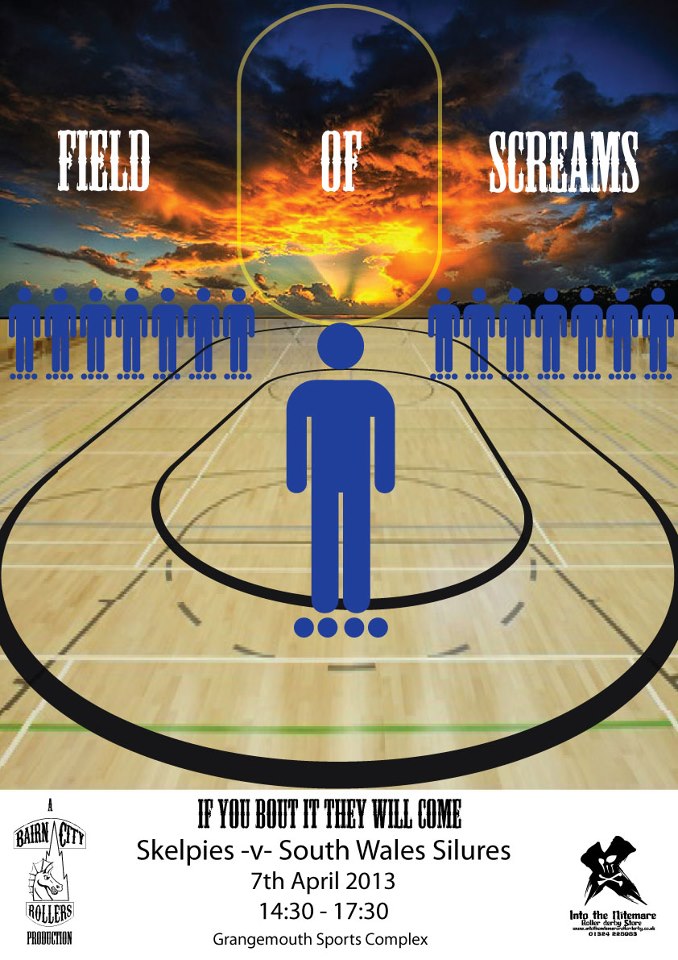 FIELD OF SCREAMS
IF YOU BOUT IT THEY WILL COME
Skelpies -v- South Wales Silures
7th April 2013
14:30 - 17:30
Grangemouth Sports Complex
A
BAIRN CITY
ROLLERS
PRODUCTION
Into the Nitemare
Roller derby Store